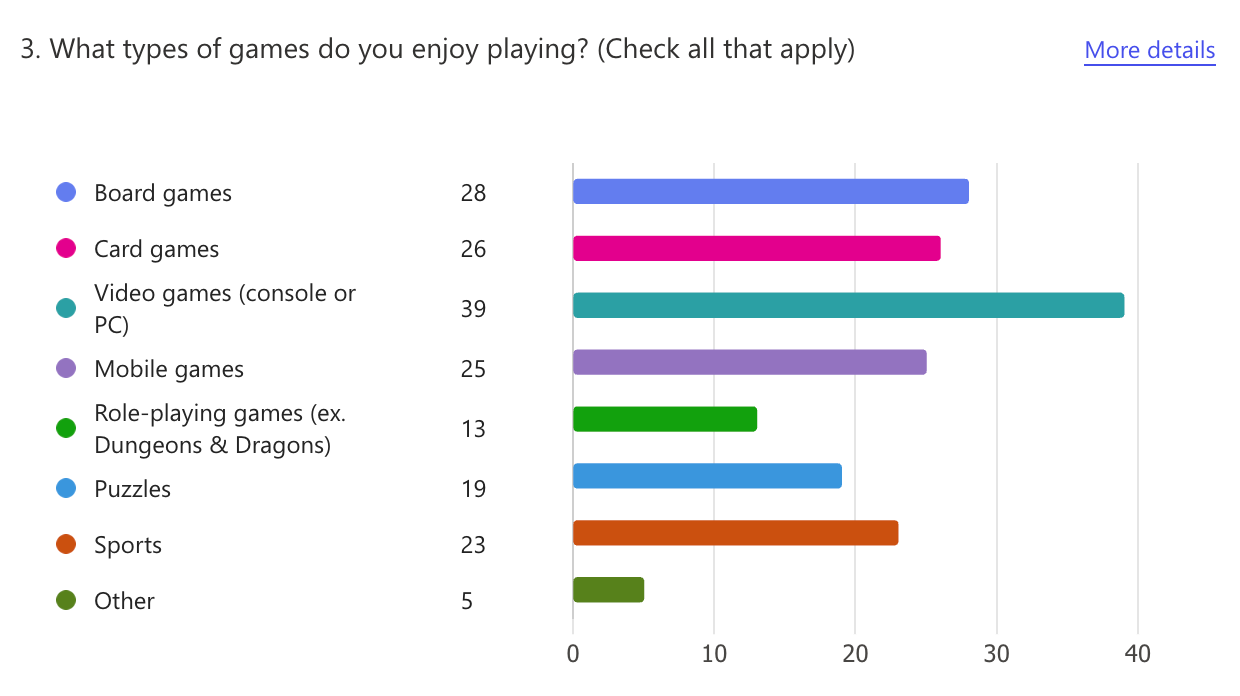 3. What types of games do you enjoy playing? (Check all that apply)
More details
Board games 28
Card games 26
Video games (console or
PC) 39
Mobile games 25
Role-playing games (ex.
Dungeons & Dragons) 13
Puzzles 19
Sports 23
Other 5
0 10 20 30 40